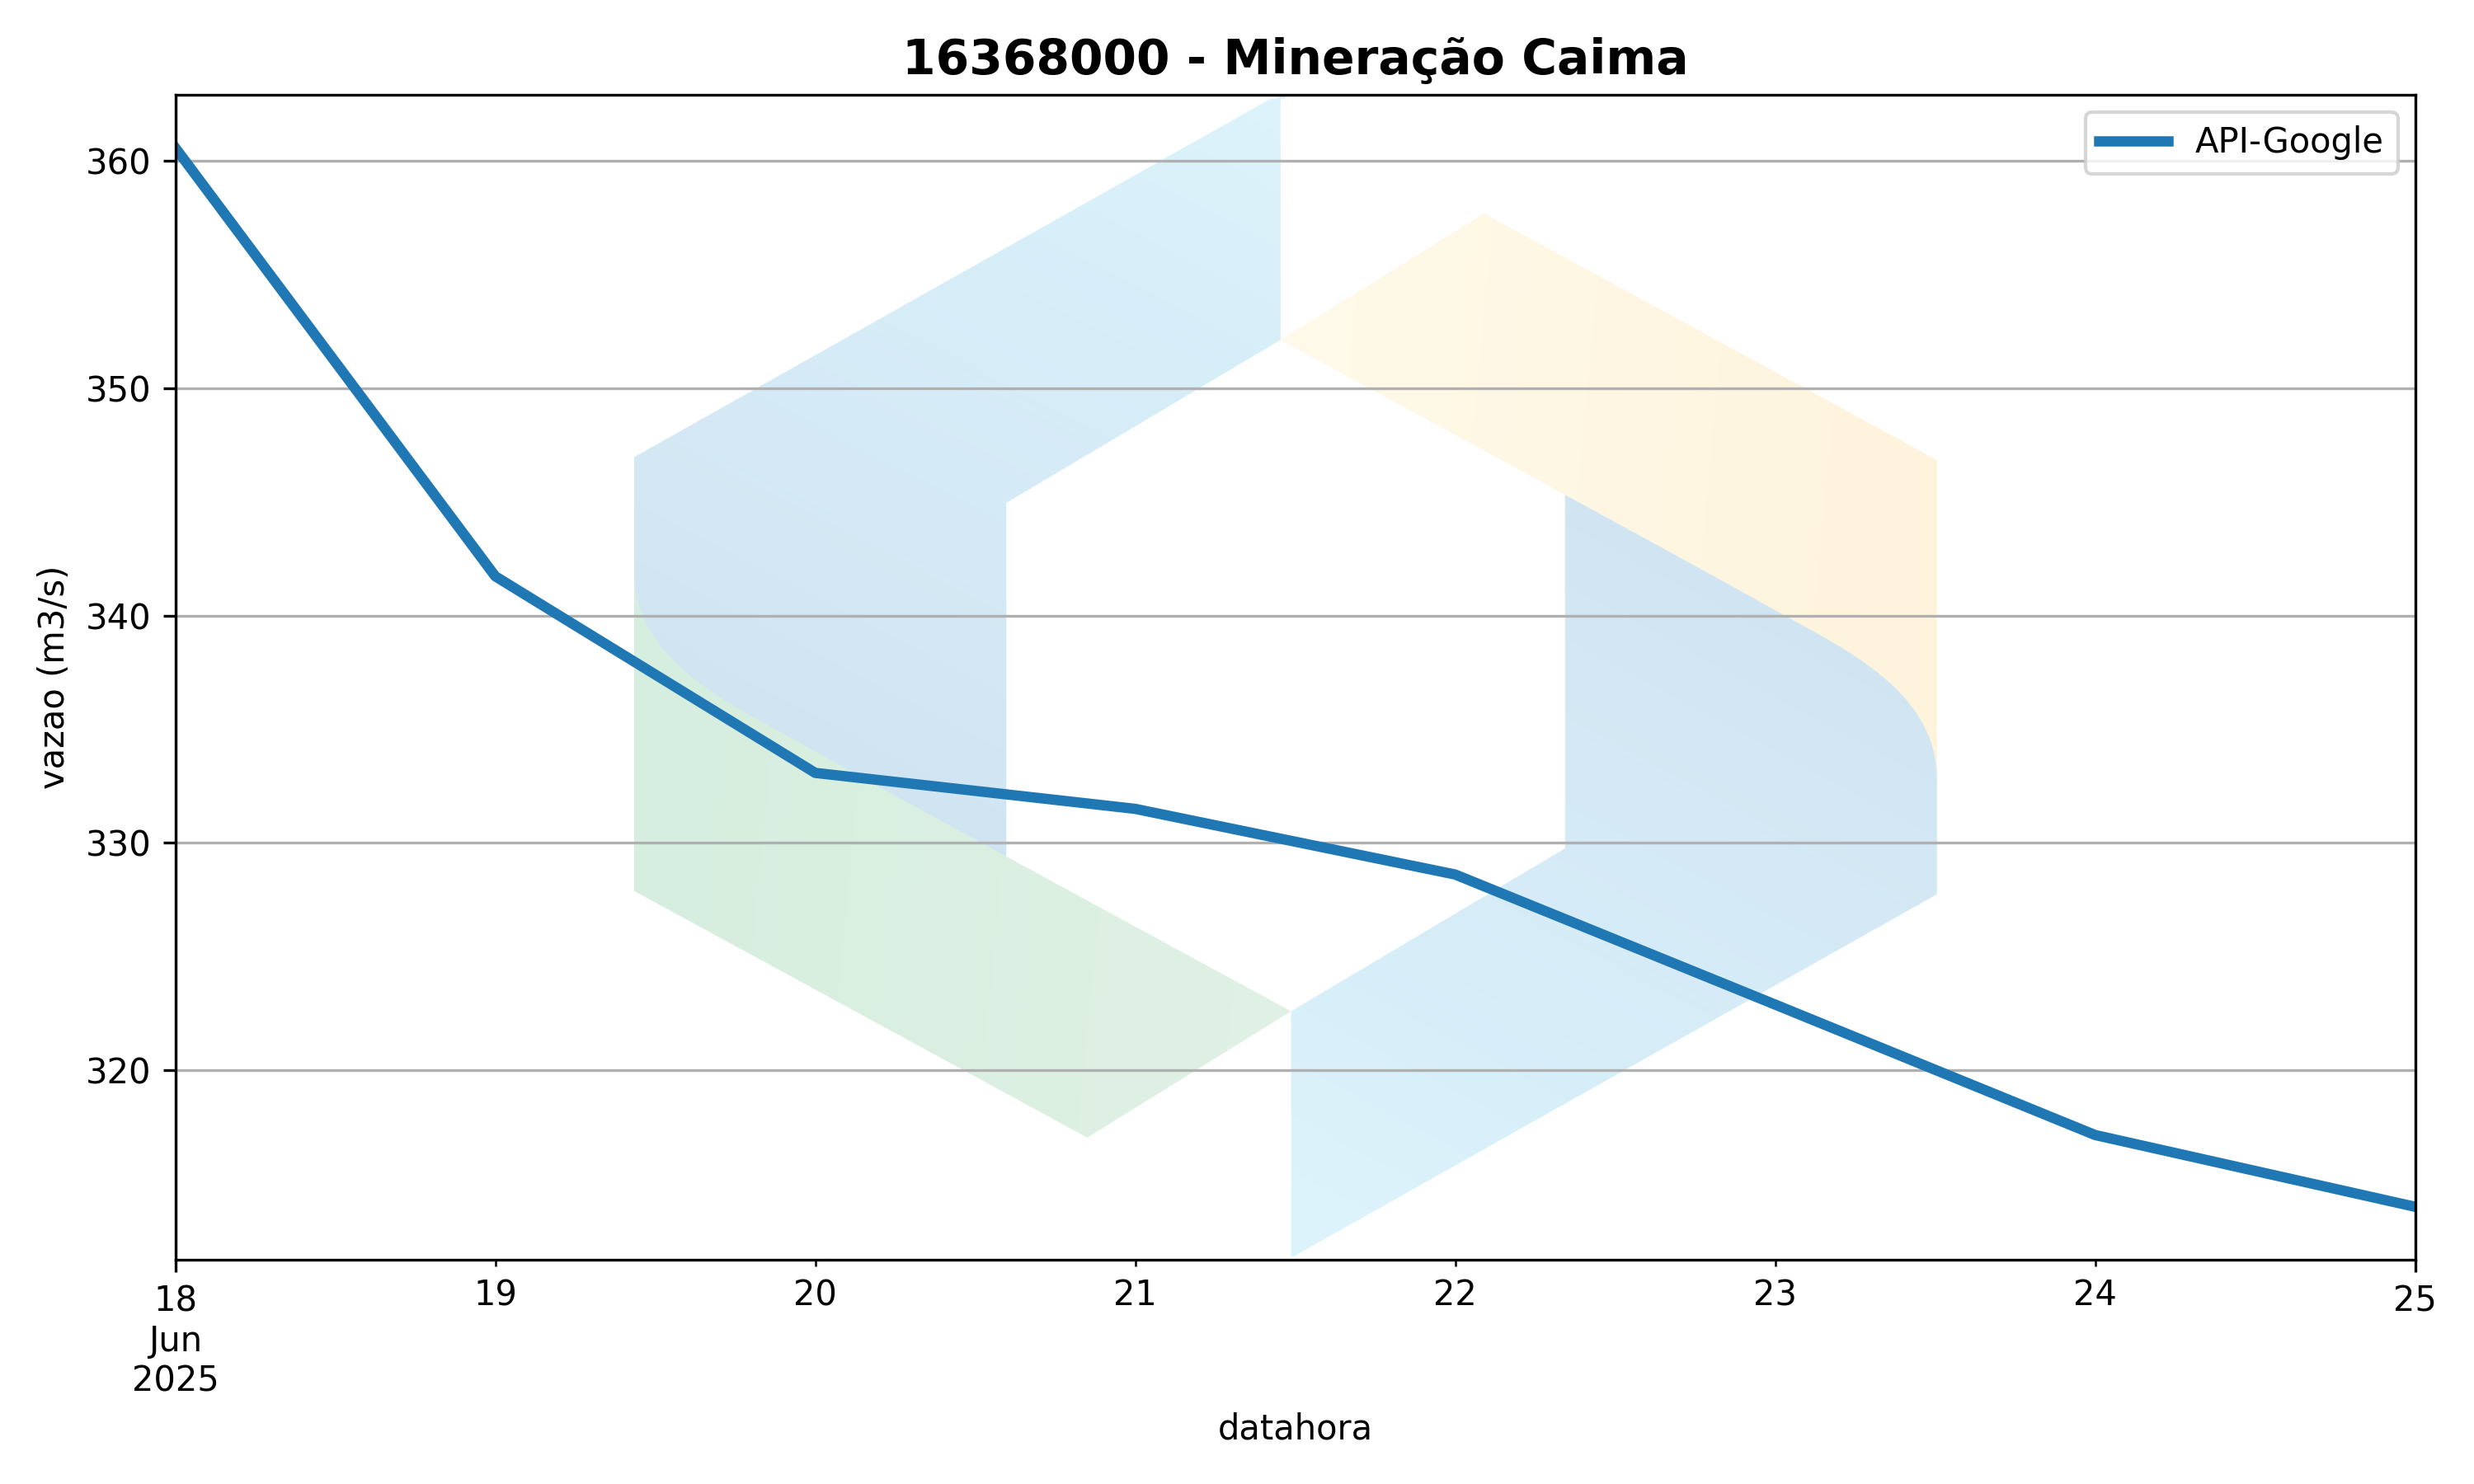 16368000 - Mineração Caima
API-Google
360
350
340
330
320
vazao (m3/s)
18 19 20 21 22 23 24 25
Jun
2025
datahora